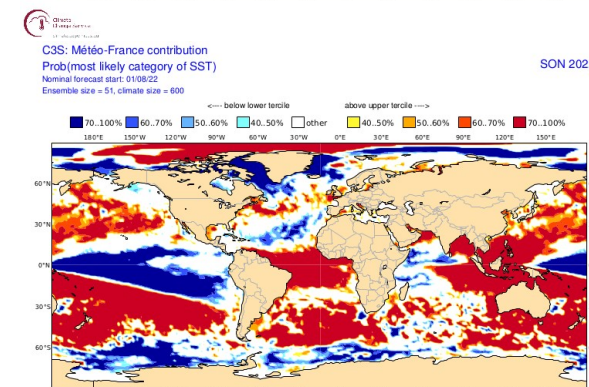 Climate
Change Service
C3S: Météo-France contribution
Prob(most likely category of SST)
SON 202
Nominal forecast start: 01/08/22
Ensemble size = 51, climate size = 600
<---- below lower tercile above upper tercile ---->
70..100% 60..70% 50..60% 40..50% other 40..50% 50..60% 60..70% 70..100%
180°E 150°W 120°W 90°W 60°W 30°W 0°E 30°E 60°E 90°E 120°E 150°E
60°N
30°N
0°N
30°S
60°S